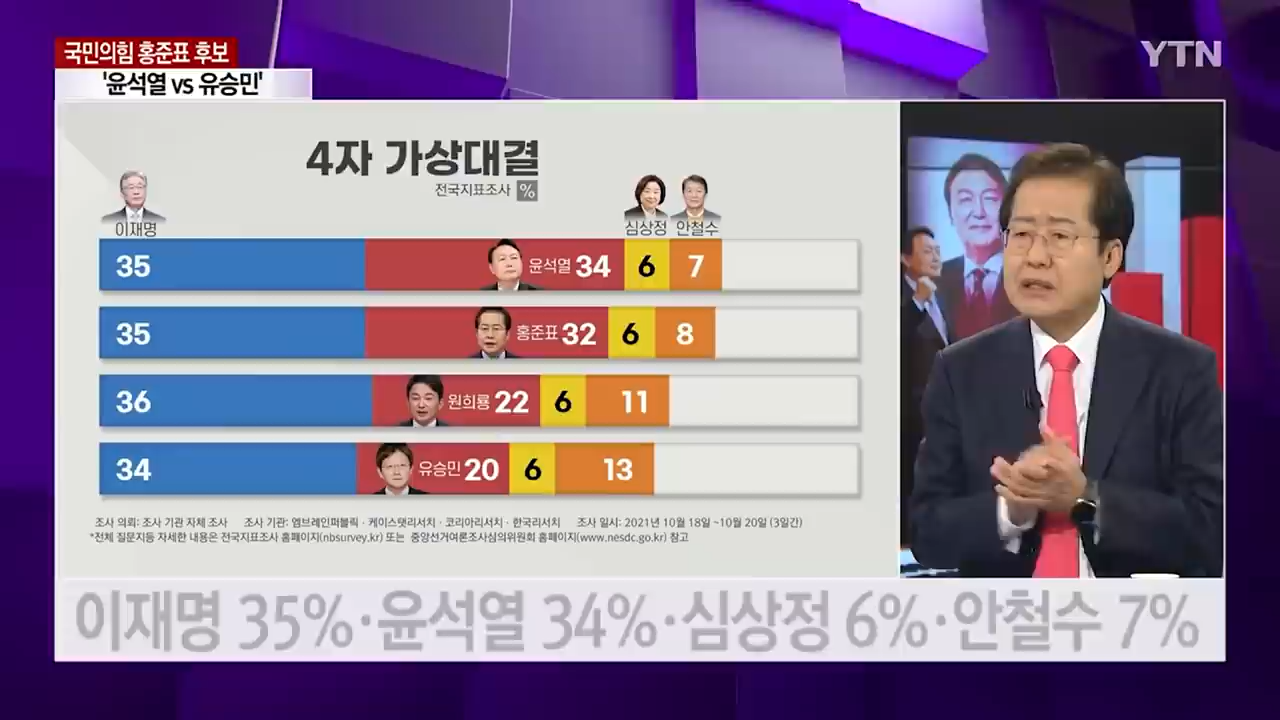 국민의힘 홍준표 후보
'윤석열 vs 유승민'
YTN
4자 가상대결
전국지표조사 %
이재명 심상정 안철수
35 윤석열 34 6 7
35 홍준표 32 6 8
36 원희룡 22 6 11
34 유승민 20 6 13
조사 의뢰: 조사 기관 자체 조사 조사 기관: 엠브레인퍼블릭 · 케이스탯리서치 · 코리아리서치 · 한국리서치 조사 일시: 2021년 10월 18일 ~10월 20일 (3일간)
*전체 질문지등 자세한 내용은 전국지표조사 홈페이지(nbsurvey.kr) 또는 중앙선거여론조사심의위원회 홈페이지(www.nesdc.go.kr) 참고
이재명 35%·윤석열 34%·심상정 6%·안철수 7%